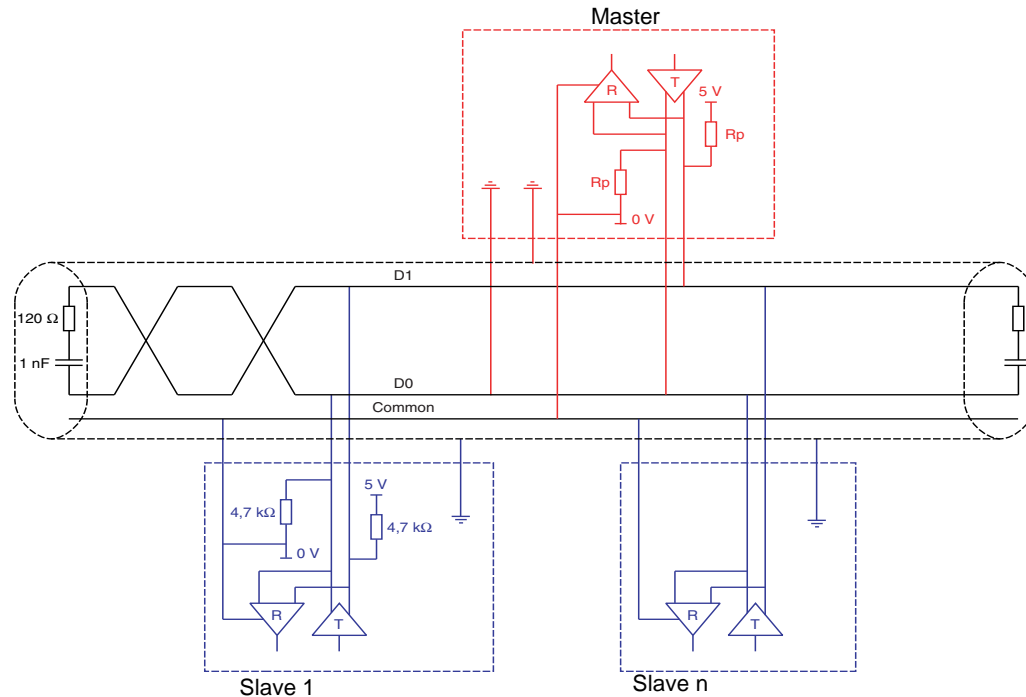 Master
R
T
5 V
Rp
Rp
0 V
D1
120 Ω
1 nF
D0
Common
5 V
4,7 kΩ
4,7 kΩ
0 V
R
T
R
T
Slave 1
Slave n